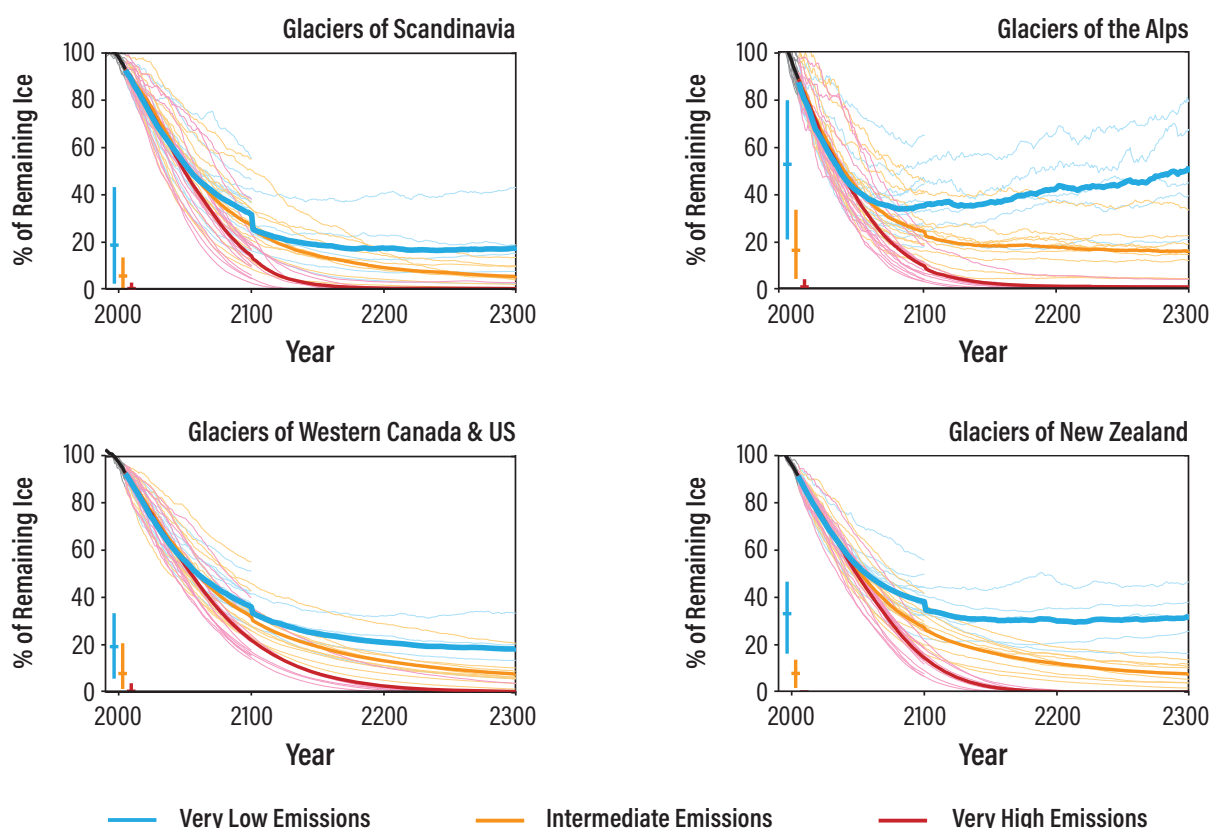 Glaciers of Scandinavia
% of Remaining Ice
100
80
60
40
20
0
2000
2100
2200
2300
Year
Glaciers of the Alps
% of Remaining Ice
100
80
60
40
20
0
2000
2100
2200
2300
Year
Glaciers of Western Canada & US
% of Remaining Ice
100
80
60
40
20
0
2000
2100
2200
2300
Year
Glaciers of New Zealand
% of Remaining Ice
100
80
60
40
20
0
2000
2100
2200
2300
Year
Very Low Emissions
Intermediate Emissions
Very High Emissions